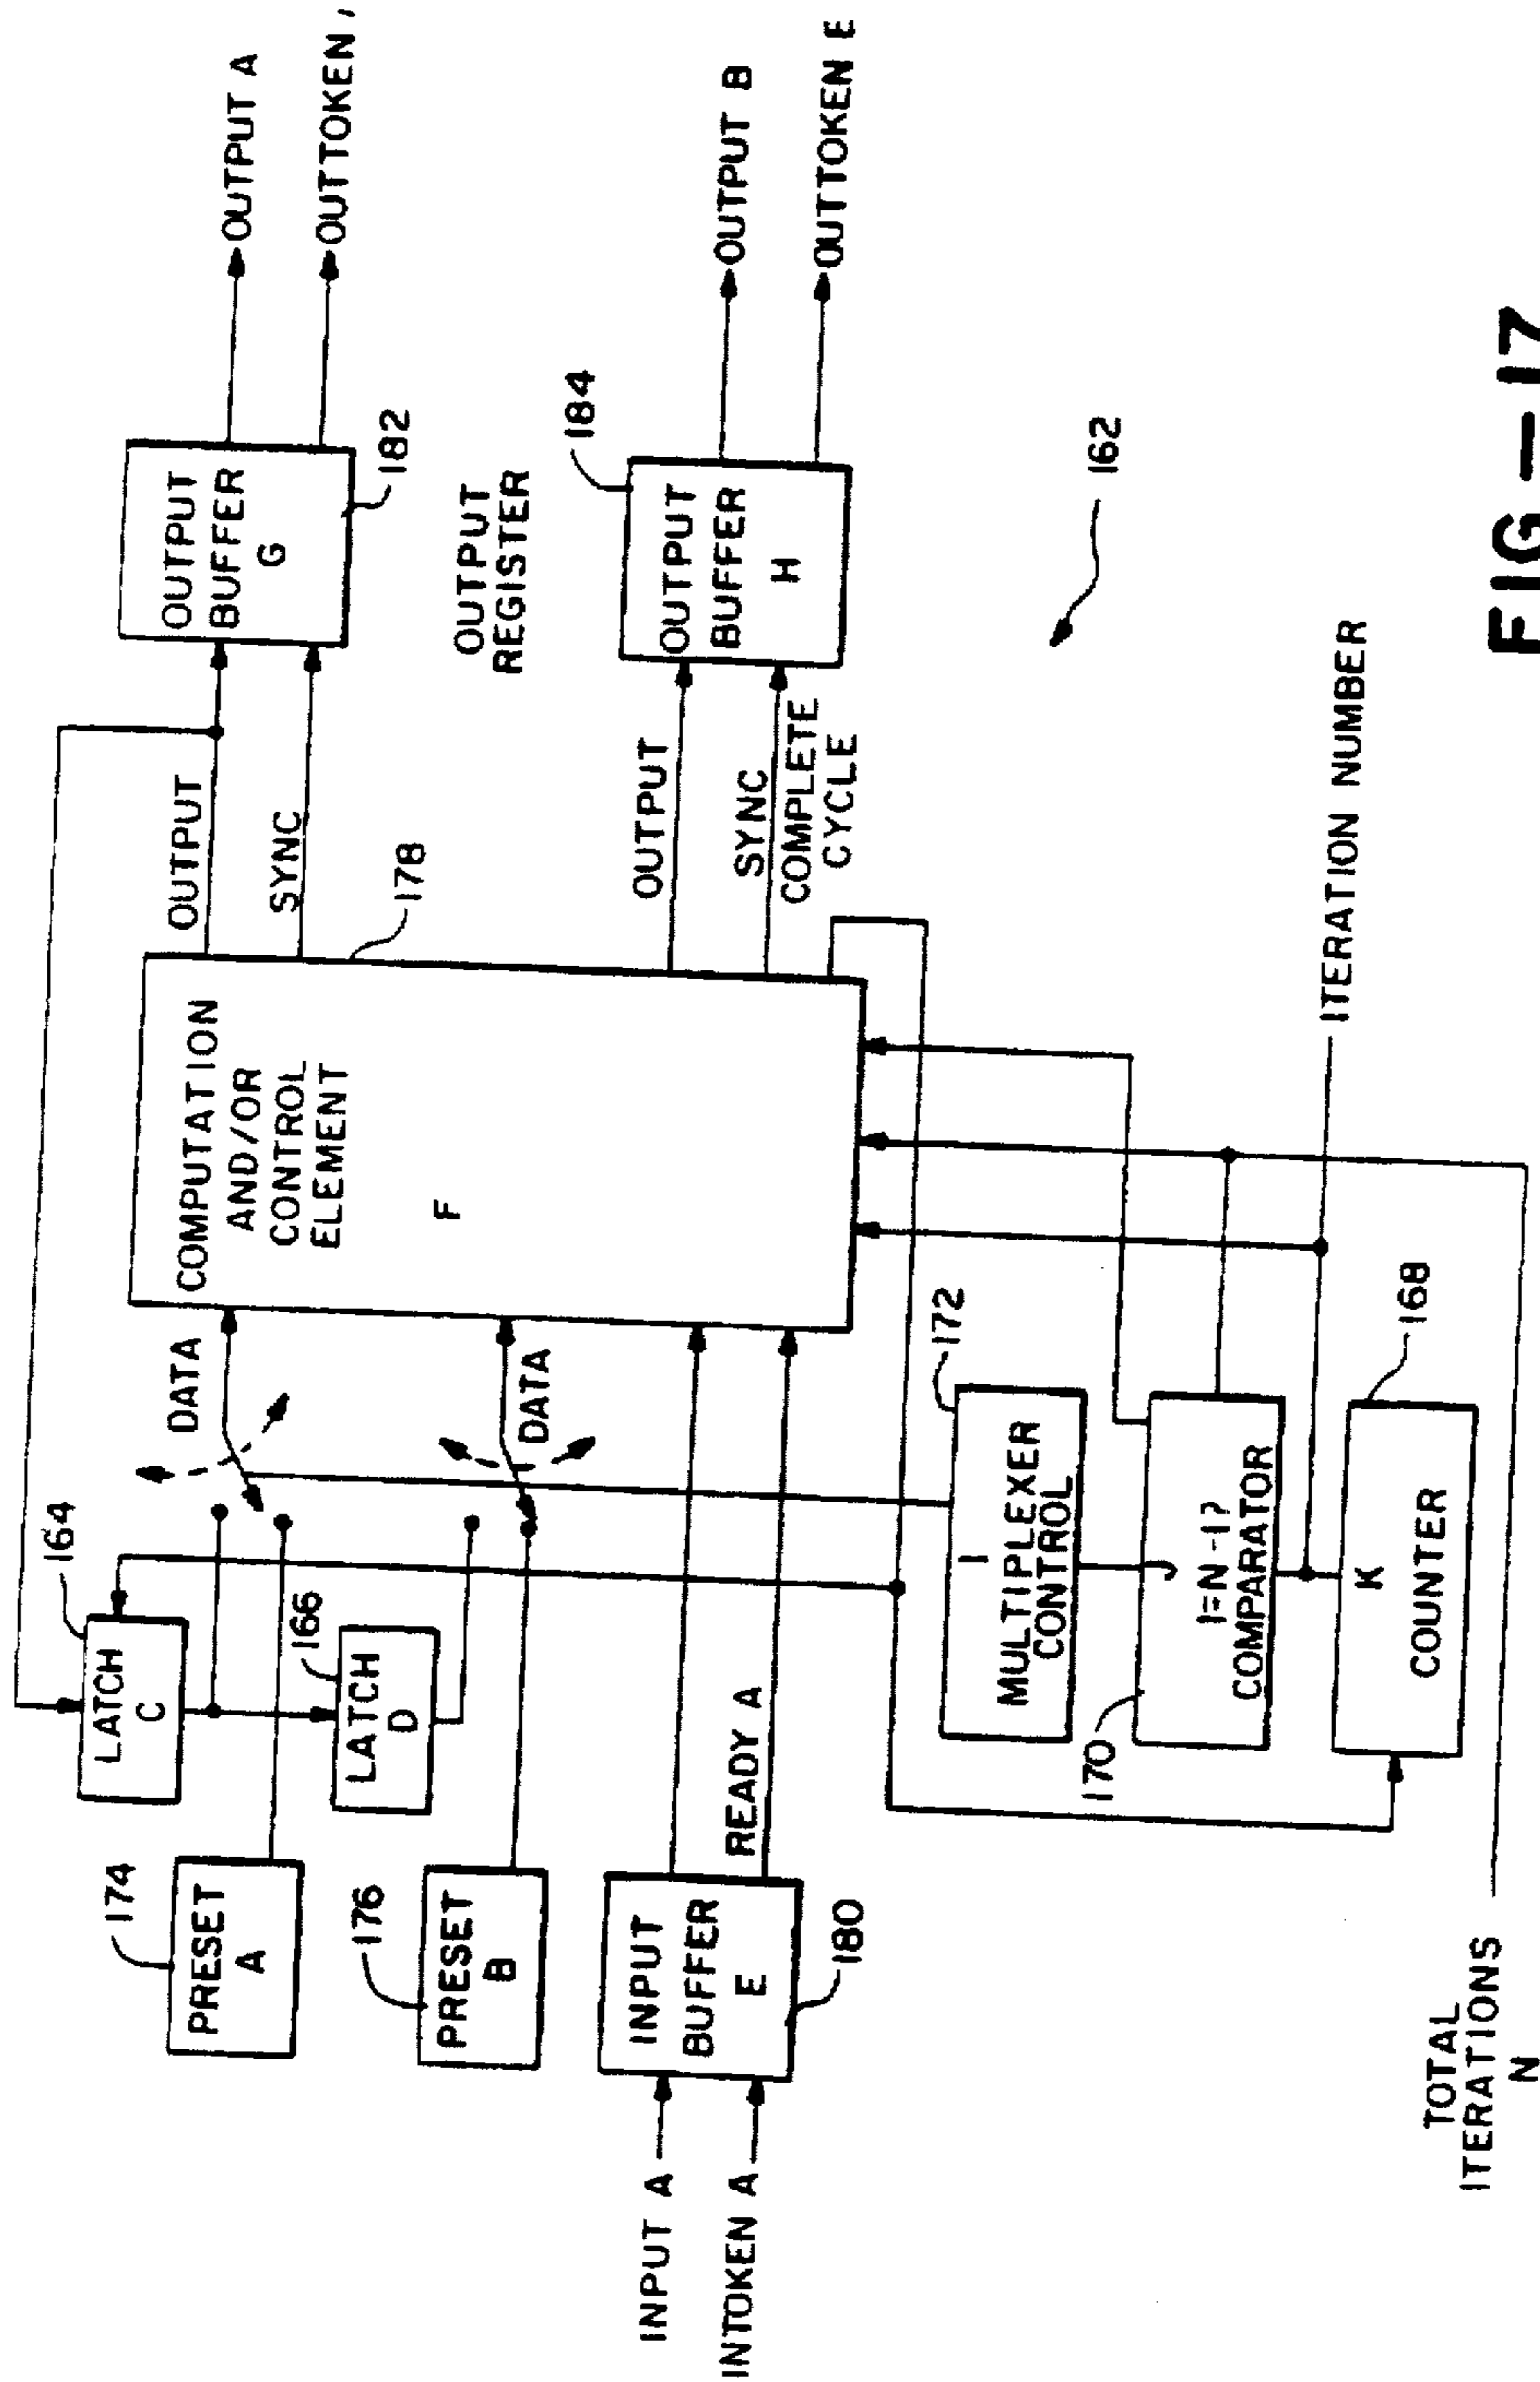 164
LATCH
C
174
PRESET
A
166
LATCH
D
176
PRESET
B
INPUT A
INTOKEN A
INPUT
BUFFER
E
180
READY A
DATA
DATA
COMPUTATION
AND/OR
CONTROL
ELEMENT
F
178
OUTPUT
SYNC
OUTPUT
SYNC
COMPLETE
CYCLE
OUTPUT
BUFFER
G
182
OUTPUT A
OUTTOKEN
OUTPUT
REGISTER
184
OUTPUT
BUFFER
H
OUTPUT B
OUTTOKEN E
162
172
I
MULTIPLEXER
CONTROL
170
J
I=N-1?
COMPARATOR
168
K
COUNTER
ITERATION NUMBER
TOTAL
ITERATIONS
N
FIG-17